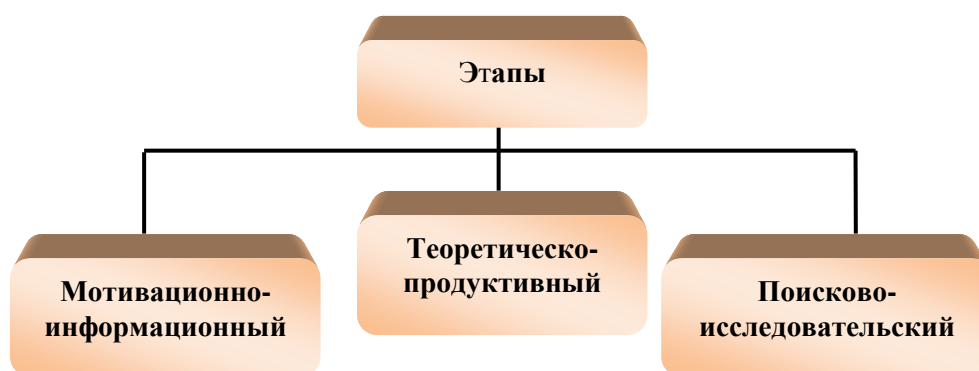 Этапы
Теоретическо-
продуктивный
Мотивационно-
информационный
Поисково-
исследовательский